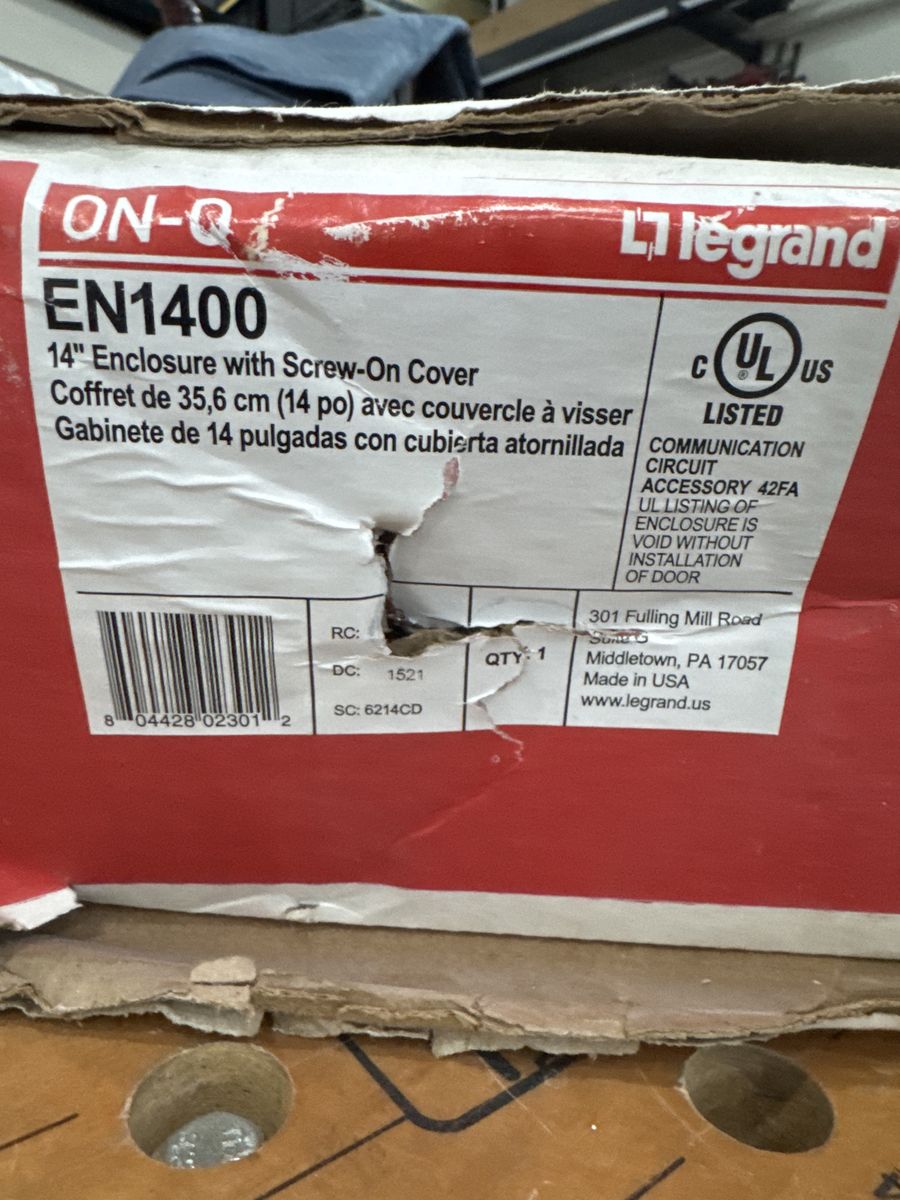 ON-Q
legrand
EN1400
14" Enclosure with Screw-On Cover
Coffret de 35,6 cm (14 po) avec couvercle à visser
Gabinete de 14 pulgadas con cubierta atornillada
C UL US
®
LISTED
COMMUNICATION
CIRCUIT
ACCESSORY 42FA
UL LISTING OF
ENCLOSURE IS
VOID WITHOUT
INSTALLATION
OF DOOR
8 04428 02301 2
RC:
DC: 1521
SC: 6214CD
QTY: 1
301 Fulling Mill Road
Suite G
Middletown, PA 17057
Made in USA
www.legrand.us